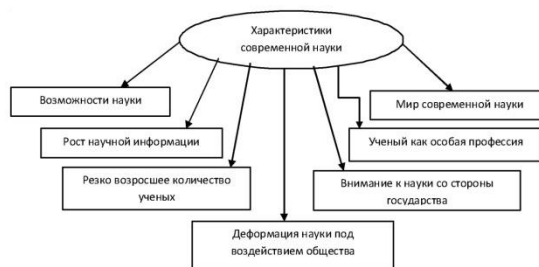 Характеристики
современной науки
Возможности науки
Мир современной науки
Рост научной информации
Ученый как особая профессия
Резко возросшее количество
ученых
Внимание к науки со стороны
государства
Деформация науки под
воздействием общества